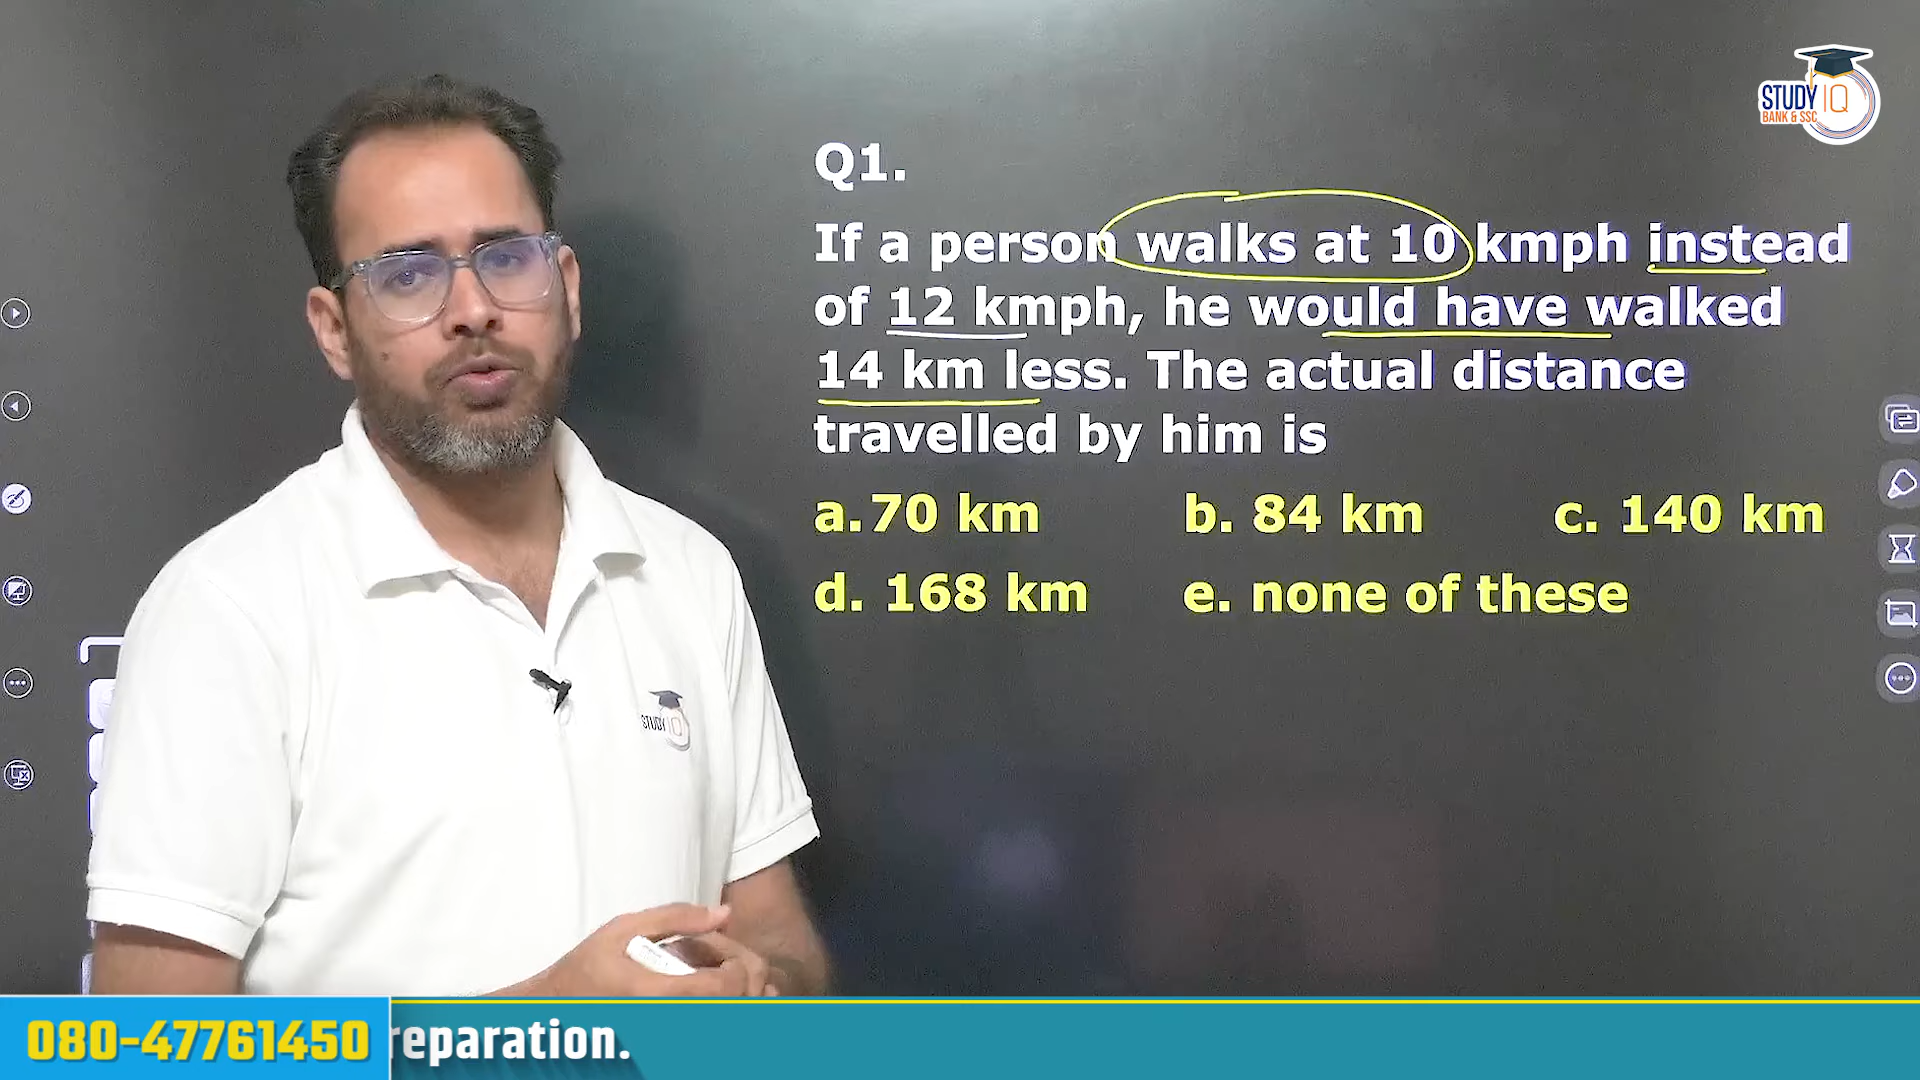 STUDY IQ
BANK & SSC
Q1.
If a person walks at 10 kmph instead
of 12 kmph, he would have walked
14 km less. The actual distance
travelled by him is
a. 70 km b. 84 km c. 140 km
d. 168 km e. none of these
STUDY IQ
080-47761450 reparation.